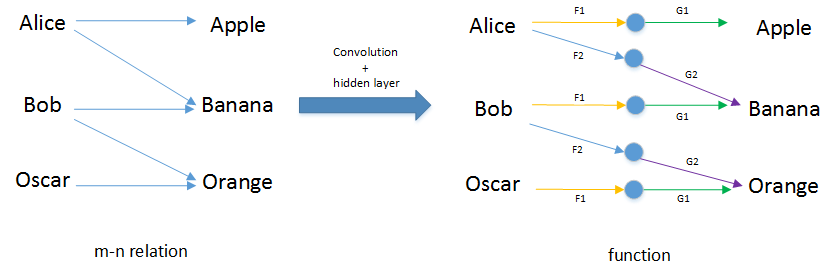 Alice
Apple
Bob
Banana
Oscar
Orange
m-n relation
Convolution
+
hidden layer
Alice
F1
G1
Apple
F2
G2
Bob
F1
G1
Banana
F2
G2
Oscar
F1
G1
Orange
function